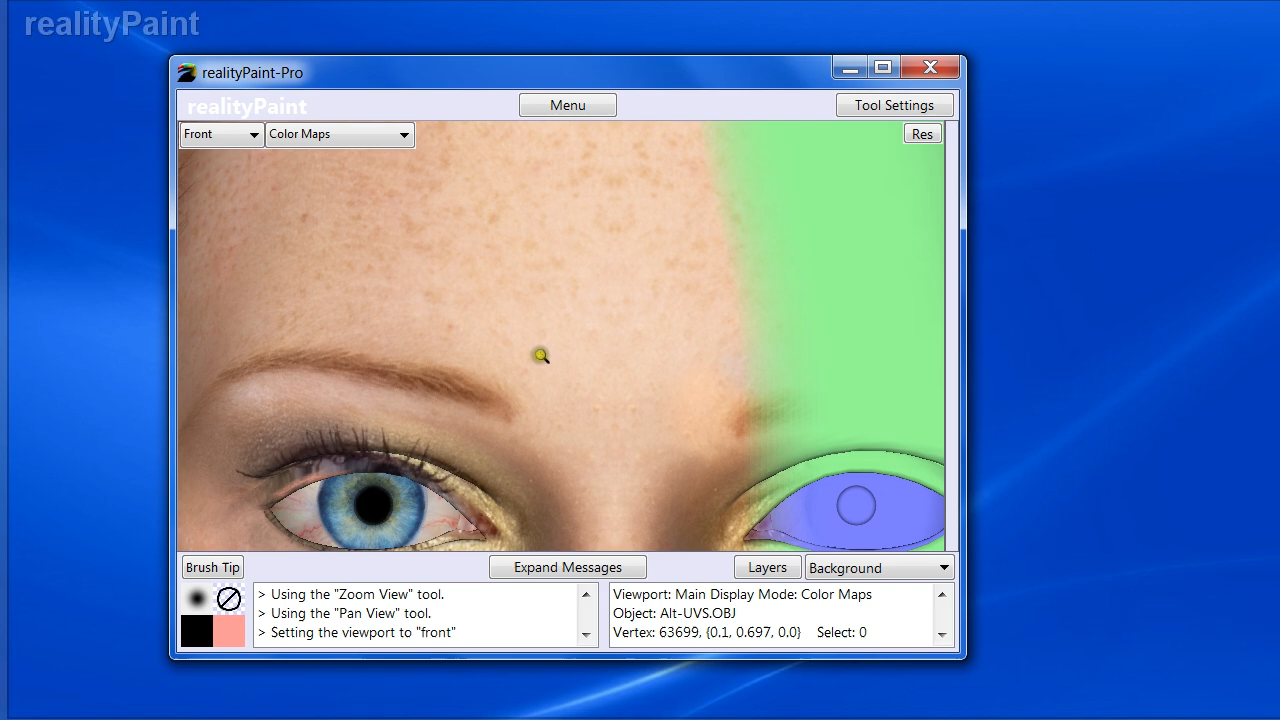 realityPaint
realityPaint-Pro
realityPaint
Menu
Tool Settings
Front
Color Maps
Res
Brush Tip
Expand Messages
Layers
Background
> Using the "Zoom View" tool.
> Using the "Pan View" tool.
> Setting the viewport to "front"
Viewport: Main Display Mode: Color Maps
Object: Alt-UVS.OBJ
Vertex: 63699, {0.1, 0.697, 0.0} Select: 0